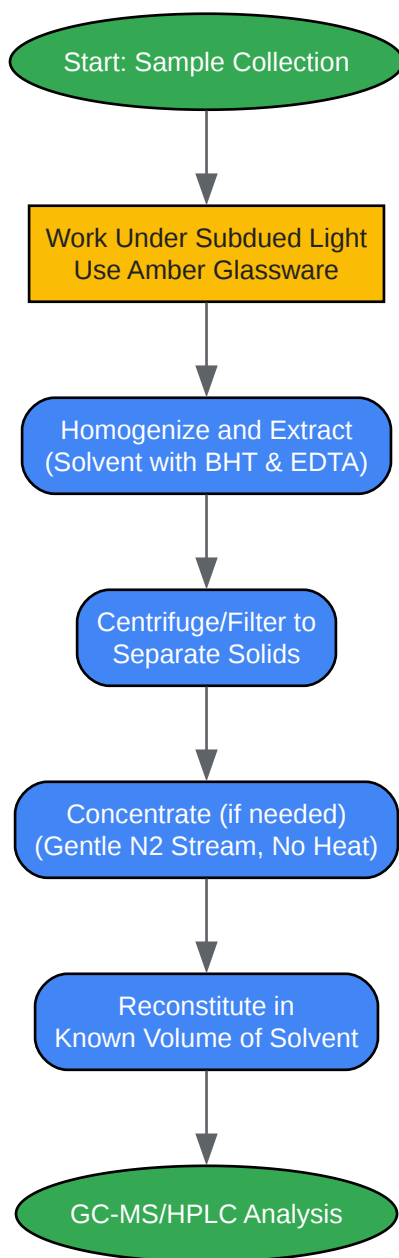 Start: Sample Collection
Work Under Subdued Light
Use Amber Glassware
Homogenize and Extract
(Solvent with BHT & EDTA)
Centrifuge/Filter to
Separate Solids
Concentrate (if needed)
(Gentle N2 Stream, No Heat)
Reconstitute in
Known Volume of Solvent
GC-MS/HPLC Analysis